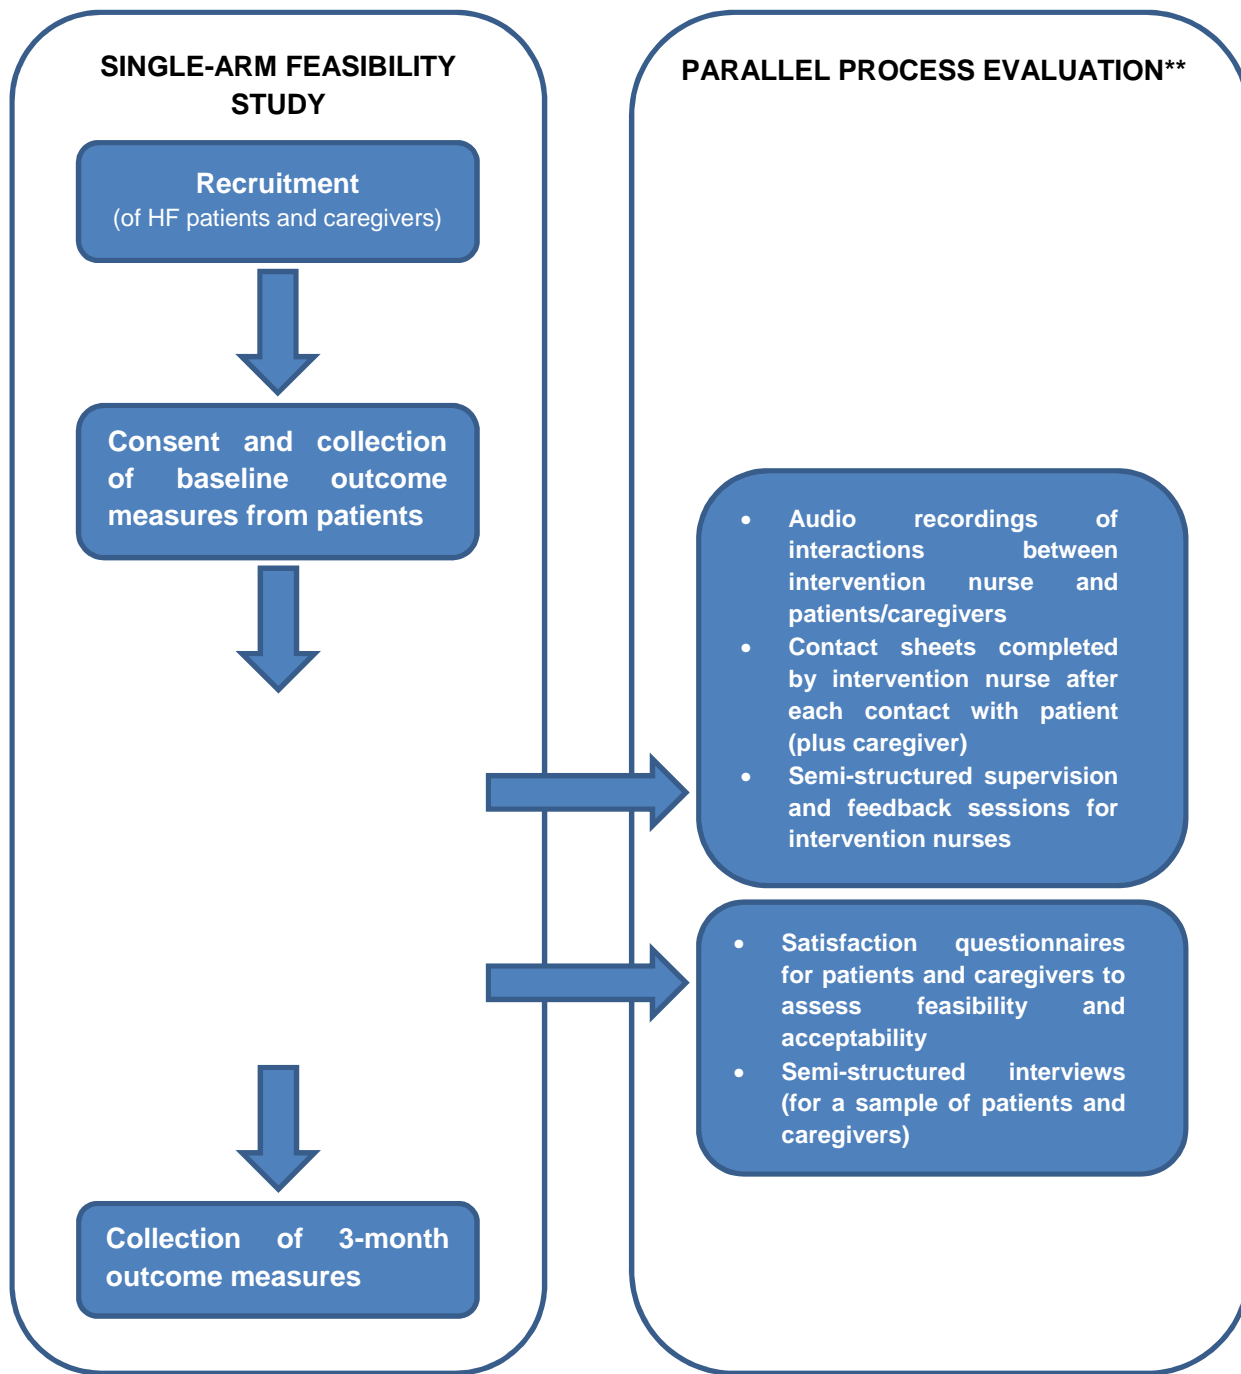 SINGLE-ARM FEASIBILITY
STUDY
Recruitment
(of HF patients and caregivers)
Consent and collection
of baseline outcome
measures from patients
Collection of 3-month
outcome measures
PARALLEL PROCESS EVALUATION**
• Audio recordings of
interactions between
intervention nurse and
patients/caregivers
• Contact sheets completed
by intervention nurse after
each contact with patient
(plus caregiver)
• Semi-structured supervision
and feedback sessions for
intervention nurses
• Satisfaction questionnaires
for patients and caregivers to
assess feasibility and
acceptability
• Semi-structured interviews
(for a sample of patients and
caregivers)